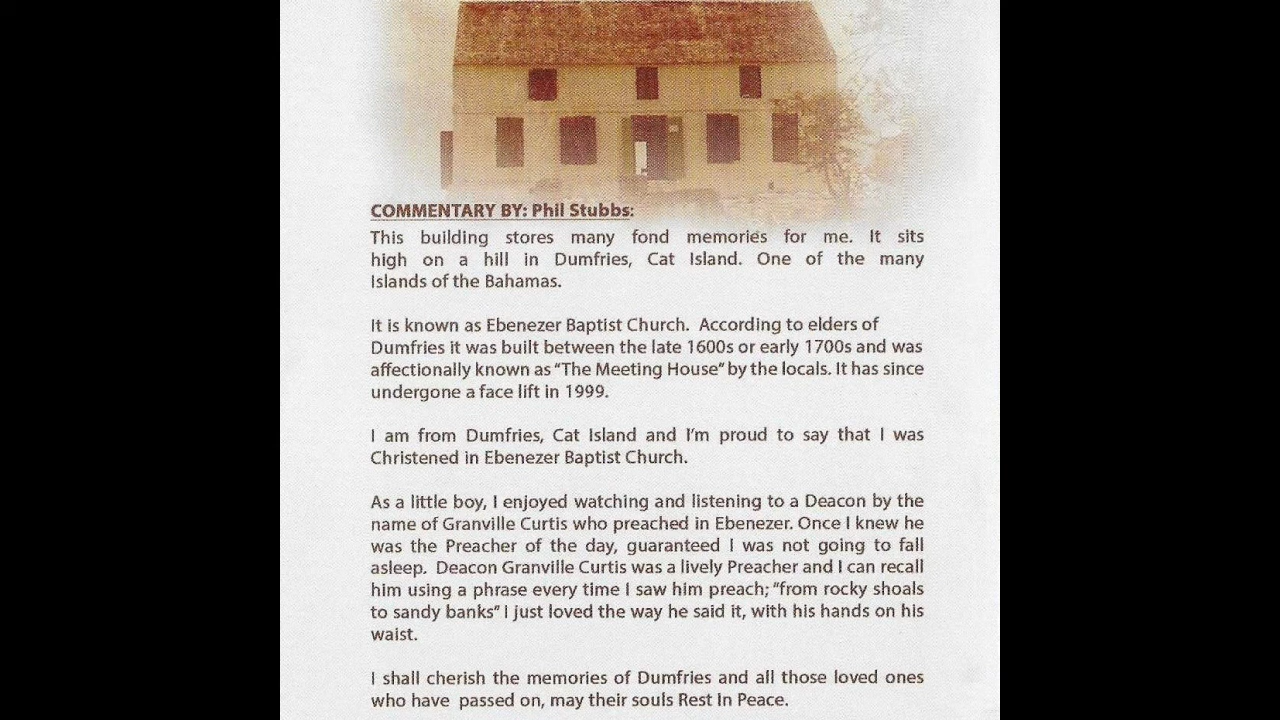 COMMENTARY BY: Phil Stubbs:
This building stores many fond memories for me. It sits
high on a hill in Dumfries, Cat Island. One of the many
Islands of the Bahamas.
It is known as Ebenezer Baptist Church. According to elders of
Dumfries it was built between the late 1600s or early 1700s and was
affectionally known as “The Meeting House” by the locals. It has since
undergone a face lift in 1999.
I am from Dumfries, Cat Island and I’m proud to say that I was
Christened in Ebenezer Baptist Church.
As a little boy, I enjoyed watching and listening to a Deacon by the
name of Granville Curtis who preached in Ebenezer. Once I knew he
was the Preacher of the day, guaranteed I was not going to fall
asleep. Deacon Granville Curtis was a lively Preacher and I can recall
him using a phrase every time I saw him preach; “from rocky shoals
to sandy banks” I just loved the way he said it, with his hands on his
waist.
I shall cherish the memories of Dumfries and all those loved ones
who have passed on, may their souls Rest In Peace.